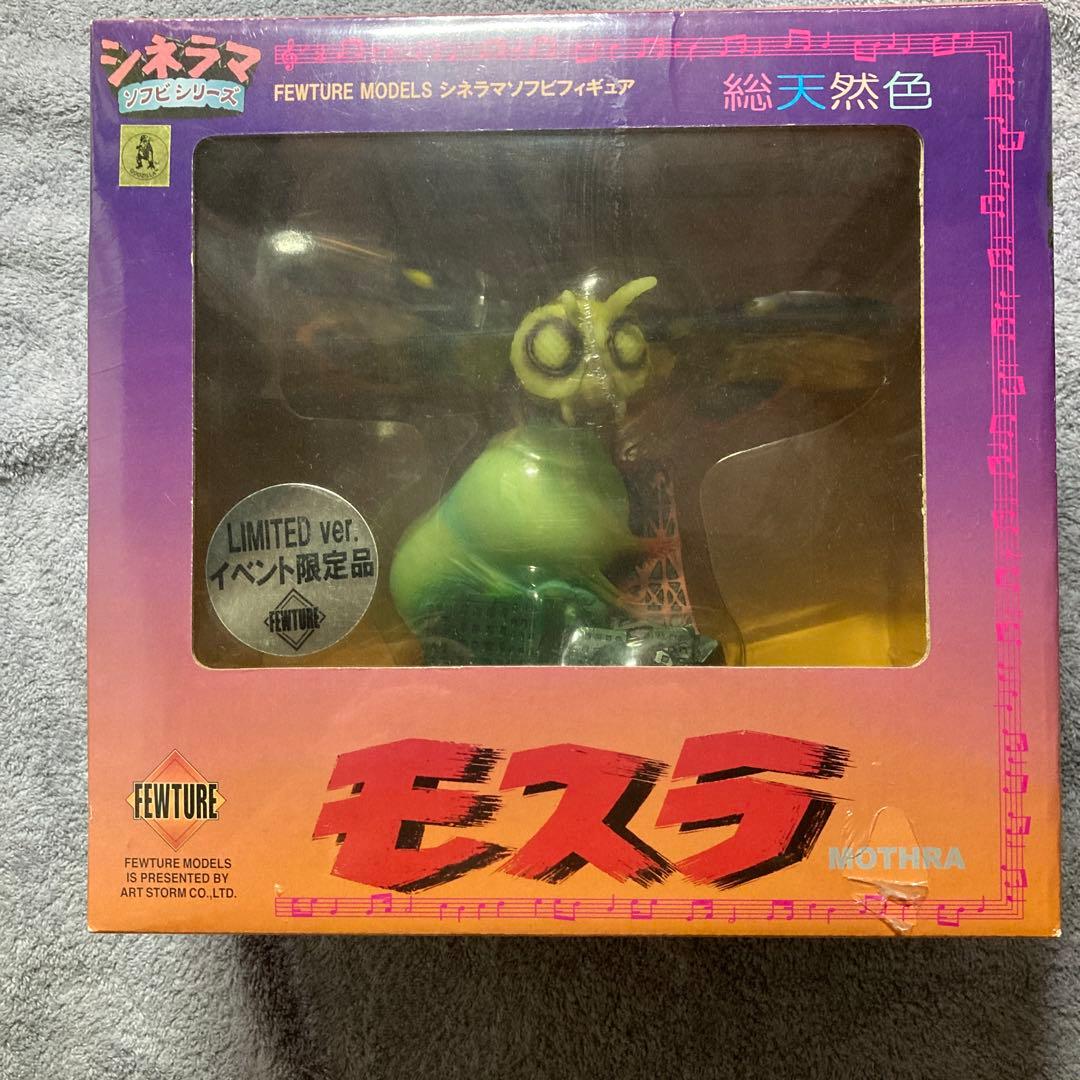 シネラマ
ソフビシリーズ
FEWTURE MODELS シネラマソフビフィギュア
総天然色
GODZILLA
LIMITED ver.
イベント限定品
FEWTURE
FEWTURE
FEWTURE MODELS
IS PRESENTED BY
ART STORM CO.,LTD.
モスラ
MOTHRA